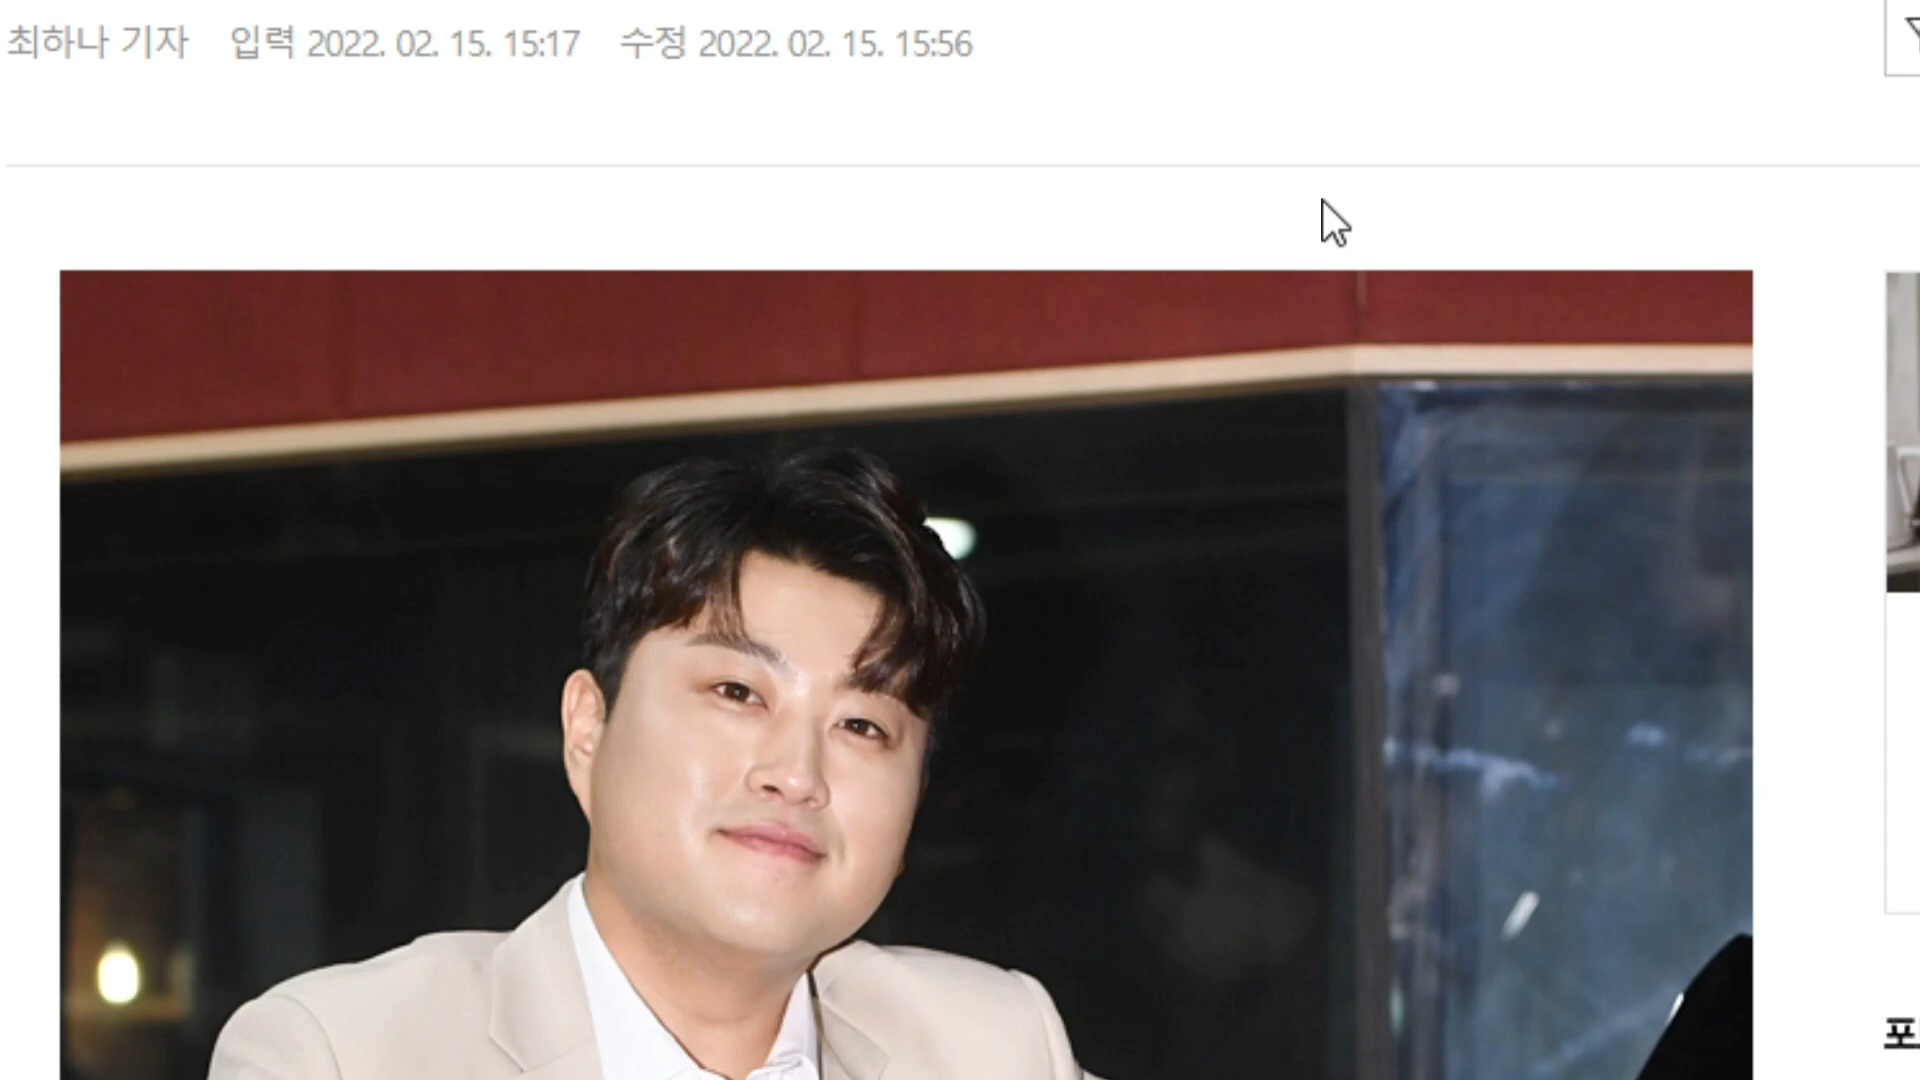 최하나 기자 입력 2022. 02. 15. 15:17 수정 2022. 02. 15. 15:56
포